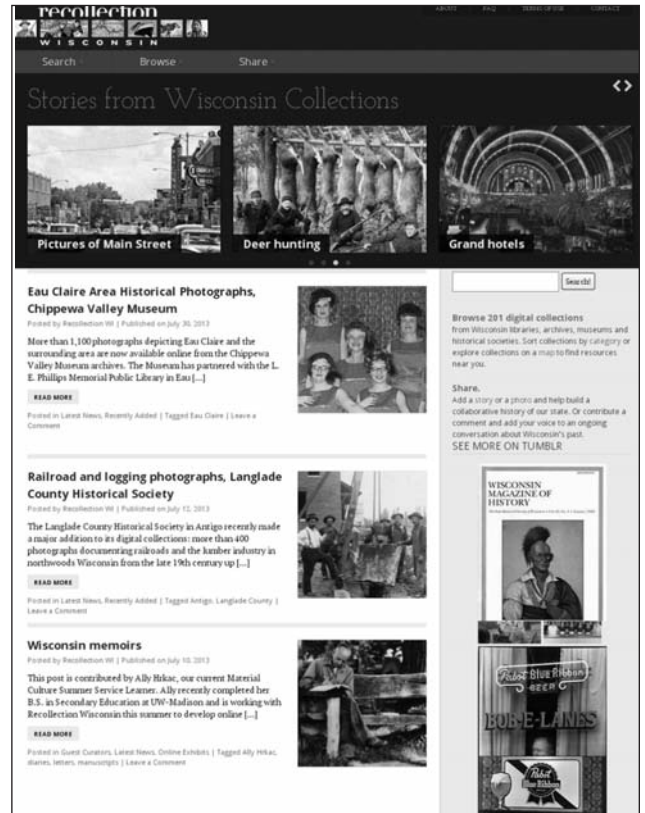 recollection
WISCONSIN
ABOUT FAQ TERMS OF USE CONTACT
Search Browse Share
Stories from Wisconsin Collections
Pictures of Main Street
Deer hunting
Grand hotels
Eau Claire Area Historical Photographs,
Chippewa Valley Museum
Posted by Recollection WI | Published on July 30, 2013
More than 1,100 photographs depicting Eau Claire and the
surrounding area are now available online from the Chippewa
Valley Museum archives. The Museum has partnered with the L.
E. Phillips Memorial Public Library in Eau [...]
READ MORE
Posted in Latest News, Recently Added | Tagged Eau Claire | Leave a
Comment
Railroad and logging photographs, Langlade
County Historical Society
Posted by Recollection WI | Published on July 12, 2013
The Langlade County Historical Society in Antigo recently made
a major addition to its digital collections: more than 400
photographs documenting railroads and the lumber industry in
northwoods Wisconsin from the late 19th century up [...]
READ MORE
Posted in Latest News, Recently Added | Tagged Antigo, Langlade County |
Leave a Comment
Wisconsin memoirs
Posted by Recollection WI | Published on July 10, 2013
This post is contributed by Ally Hrkac, our current Material
Culture Summer Service Learner. Ally recently completed her
B.S. in Secondary Education at UW-Madison and is working with
Recollection Wisconsin this summer to develop online [...]
READ MORE
Posted in Guest Curators, Latest News, Online Exhibits | Tagged Ally Hrkac,
diaries, letters, manuscripts | Leave a Comment
Search!
Browse 201 digital collections
from Wisconsin libraries, archives, museums and
historical societies. Sort collections by category or
explore collections on a map to find resources
near you.
Share.
Add a story or a photo and help build a
collaborative history of our state. Or contribute a
comment and add your voice to an ongoing
conversation about Wisconsin's past.
SEE MORE ON TUMBLR
WISCONSIN
MAGAZINE OF
HISTORY
Pabst Blue Ribbon
BEER
BOB-E-LANES
Pabst
Blue Ribbon